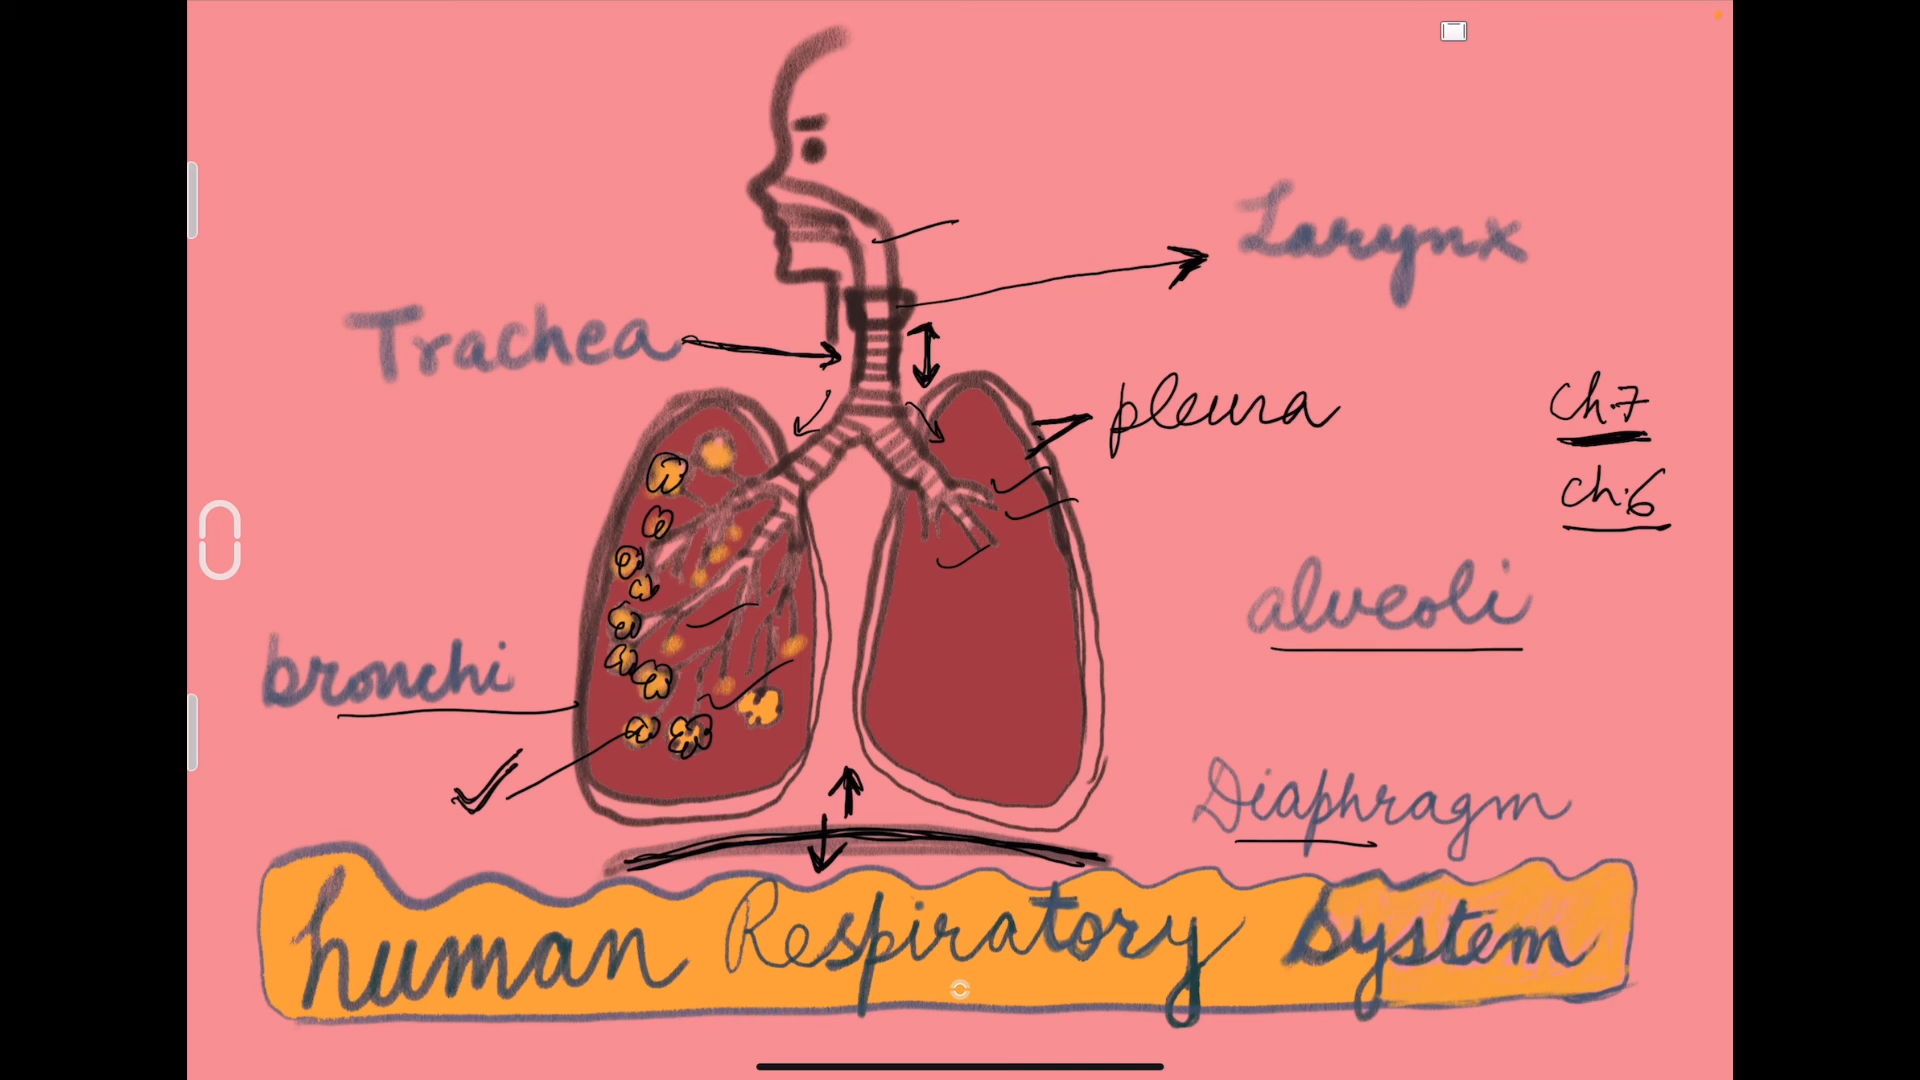 Larynx
Trachea
pleura
Ch.7
Ch.6
alveoli
bronchi
Diaphragm
human Respiratory System